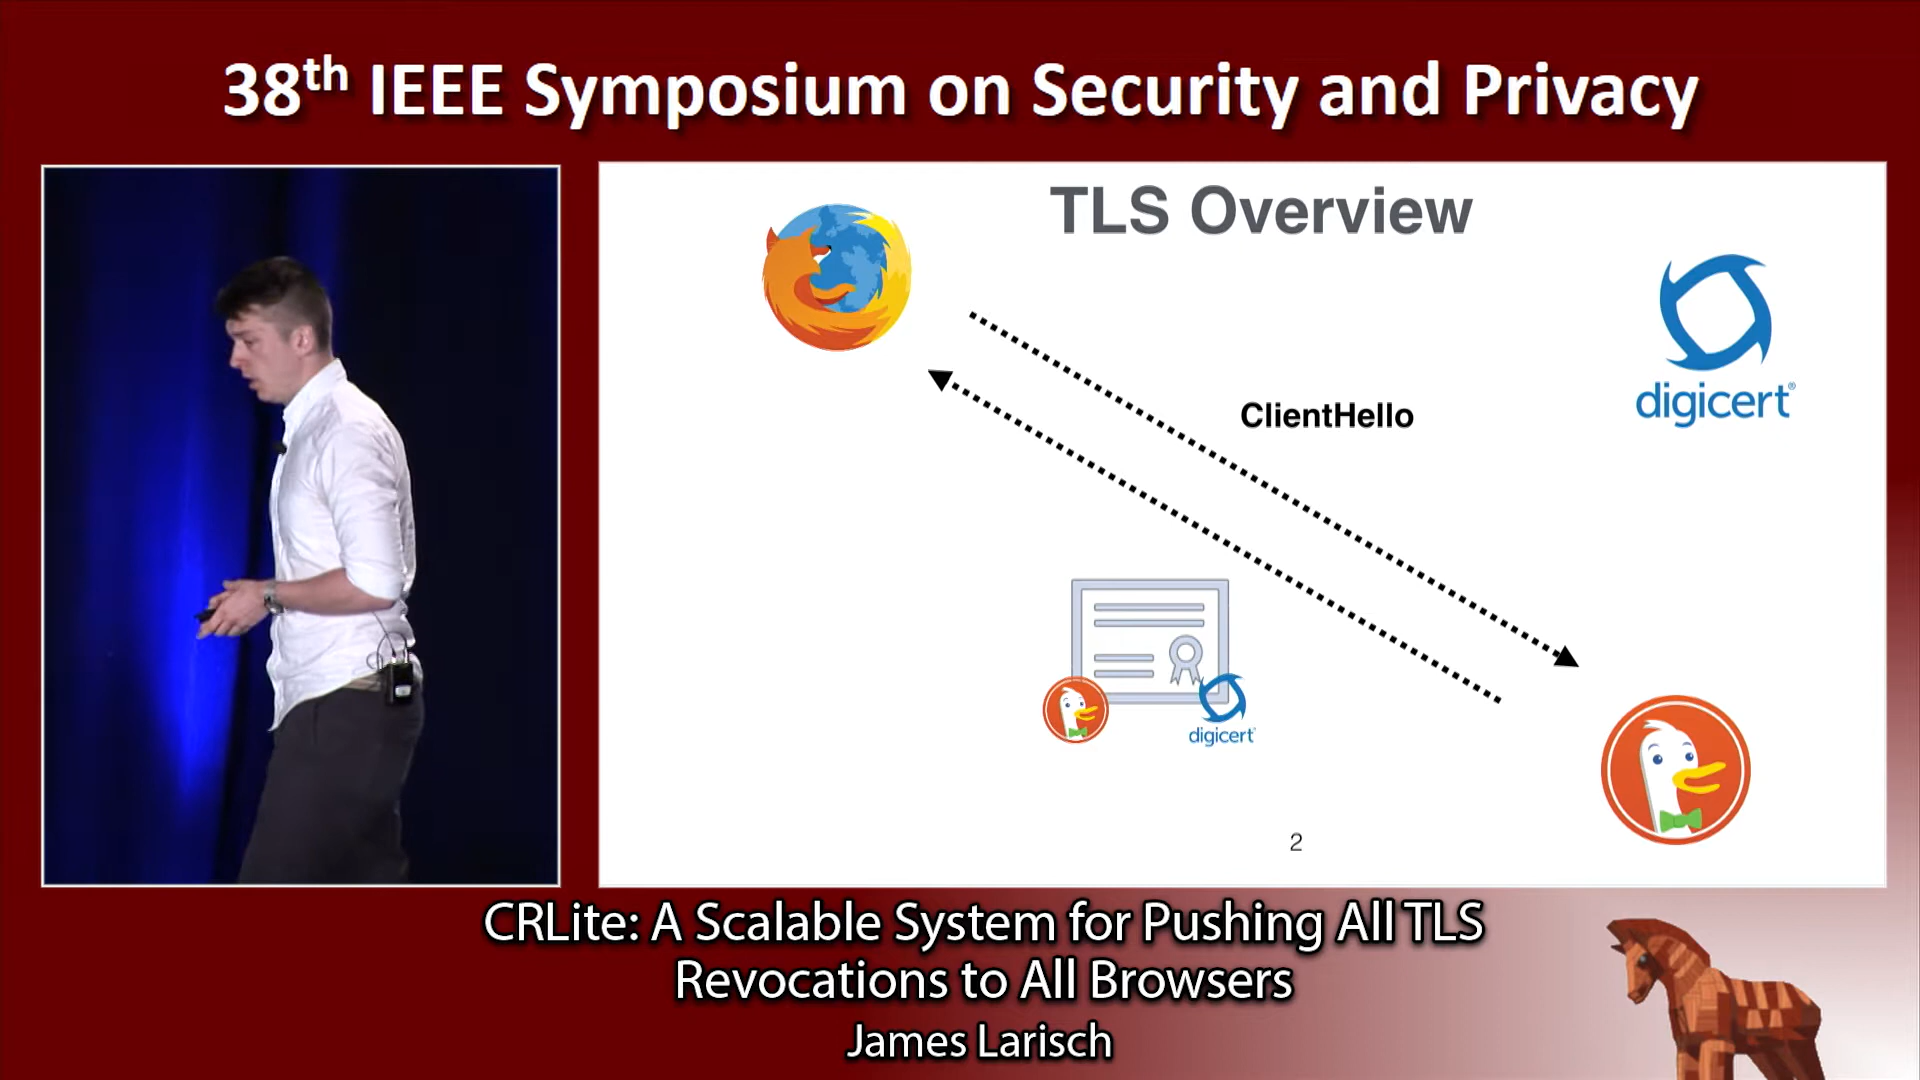 38th IEEE Symposium on Security and Privacy
TLS Overview
digicert®
ClientHello
digicert®
2
CRLite: A Scalable System for Pushing All TLS
Revocations to All Browsers
James Larisch